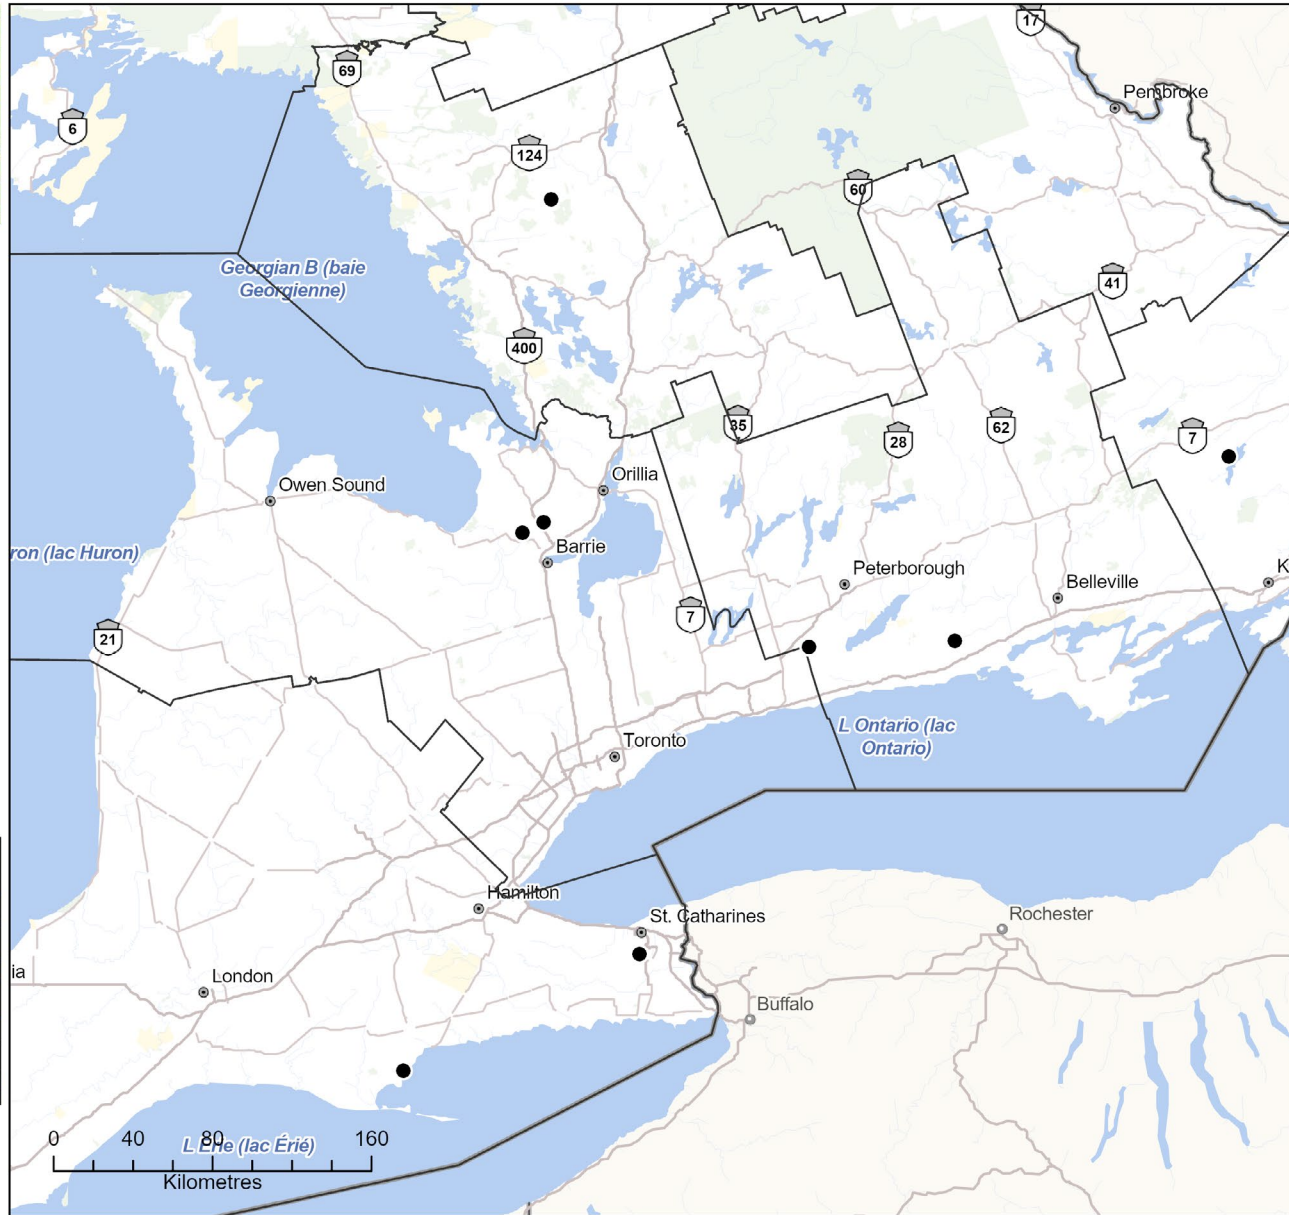 17
69
Pembroke
6
124
60
Georgian B (baie
Georgienne)
41
400
35
28
62
7
Owen Sound
Orillia
ron (lac Huron)
Barrie
Peterborough
Belleville
K
7
21
L Ontario (lac
Ontario)
Toronto
Hamilton
St. Catharines
Rochester
ia
London
Buffalo
0 40 80 160
L Erie (lac Érié)
Kilometres